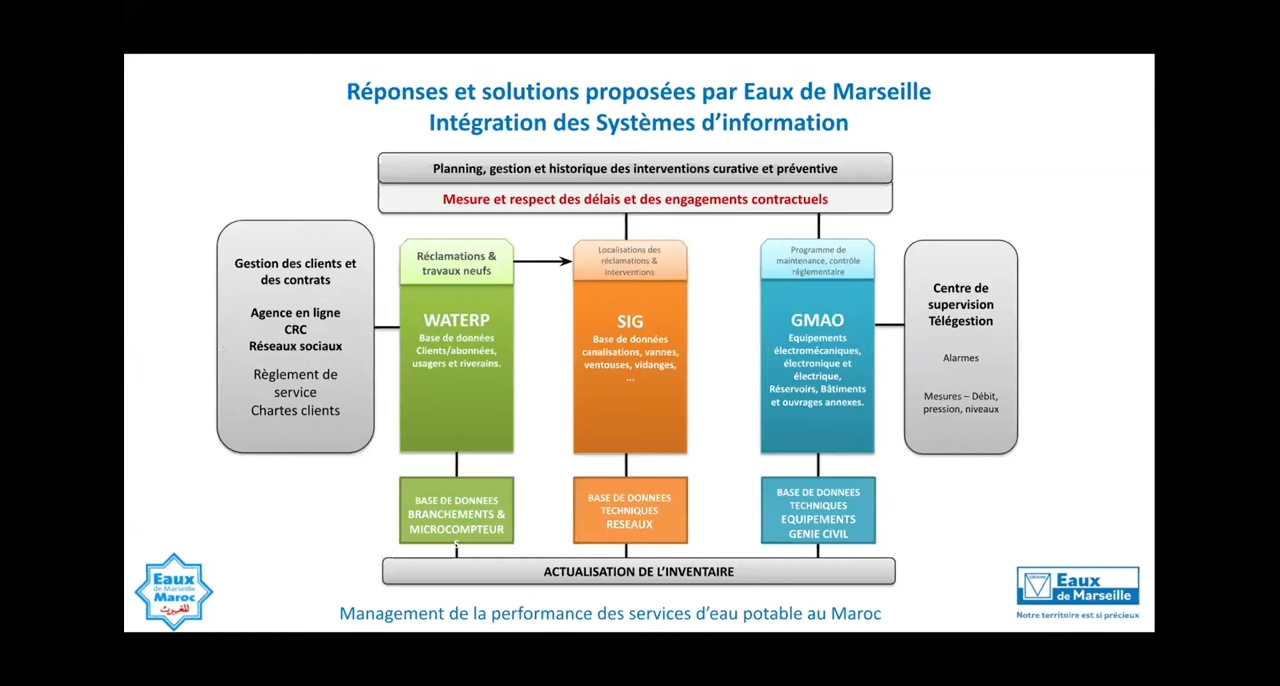 Réponses et solutions proposées par Eaux de Marseille
Intégration des Systèmes d’information
Planning, gestion et historique des interventions curative et préventive
Mesure et respect des délais et des engagements contractuels
Gestion des clients et
des contrats
Agence en ligne
CRC
Réseaux sociaux
Règlement de
service
Chartes clients
Réclamations &
travaux neufs
WATERP
Base de données
Clients/abonnées,
usagers et riverains.
BASE DE DONNEES
BRANCHEMENTS &
MICROCOMPTEUR
S
Localisations des
réclamations &
interventions
SIG
Base de données
canalisations, vannes,
ventouses, vidanges,
...
BASE DE DONNEES
TECHNIQUES
RESEAUX
Programme de
maintenance, contrôle
réglementaire
GMAO
Equipements
électromécaniques,
électronique et
électrique,
Réservoirs, Bâtiments
et ouvrages annexes.
BASE DE DONNEES
TECHNIQUES
EQUIPEMENTS
GENIE CIVIL
Centre de
supervision
Télégestion
Alarmes
Mesures – Débit,
pression, niveaux
ACTUALISATION DE L’INVENTAIRE
Eaux
de Marseille
Maroc
المغرب
Management de la performance des services d’eau potable au Maroc
GROUPE
Eaux
de Marseille
Notre territoire est si précieux